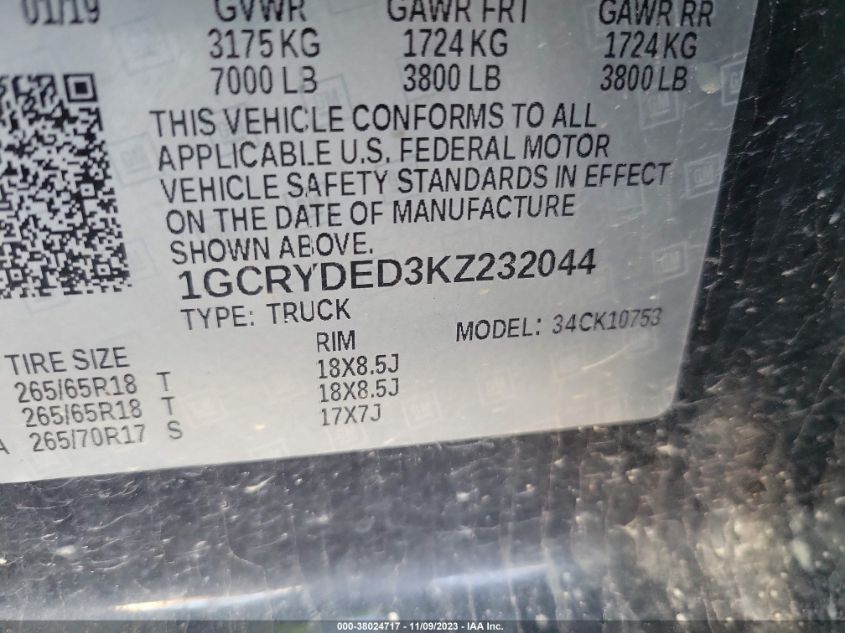 01/19 GVWR GAWR FRT GAWR RR
3175 KG 1724 KG 1724 KG
7000 LB 3800 LB 3800 LB
THIS VEHICLE CONFORMS TO ALL
APPLICABLE U.S. FEDERAL MOTOR
VEHICLE SAFETY STANDARDS IN EFFECT
ON THE DATE OF MANUFACTURE
SHOWN ABOVE.
1GCRYDED3KZ232044
TYPE: TRUCK MODEL: 34CK10753
TIRE SIZE RIM
265/65R18 T 18X8.5J
265/65R18 T 18X8.5J
A 265/70R17 S 17X7J
000-38024717 - 11/09/2023 - IAA Inc.